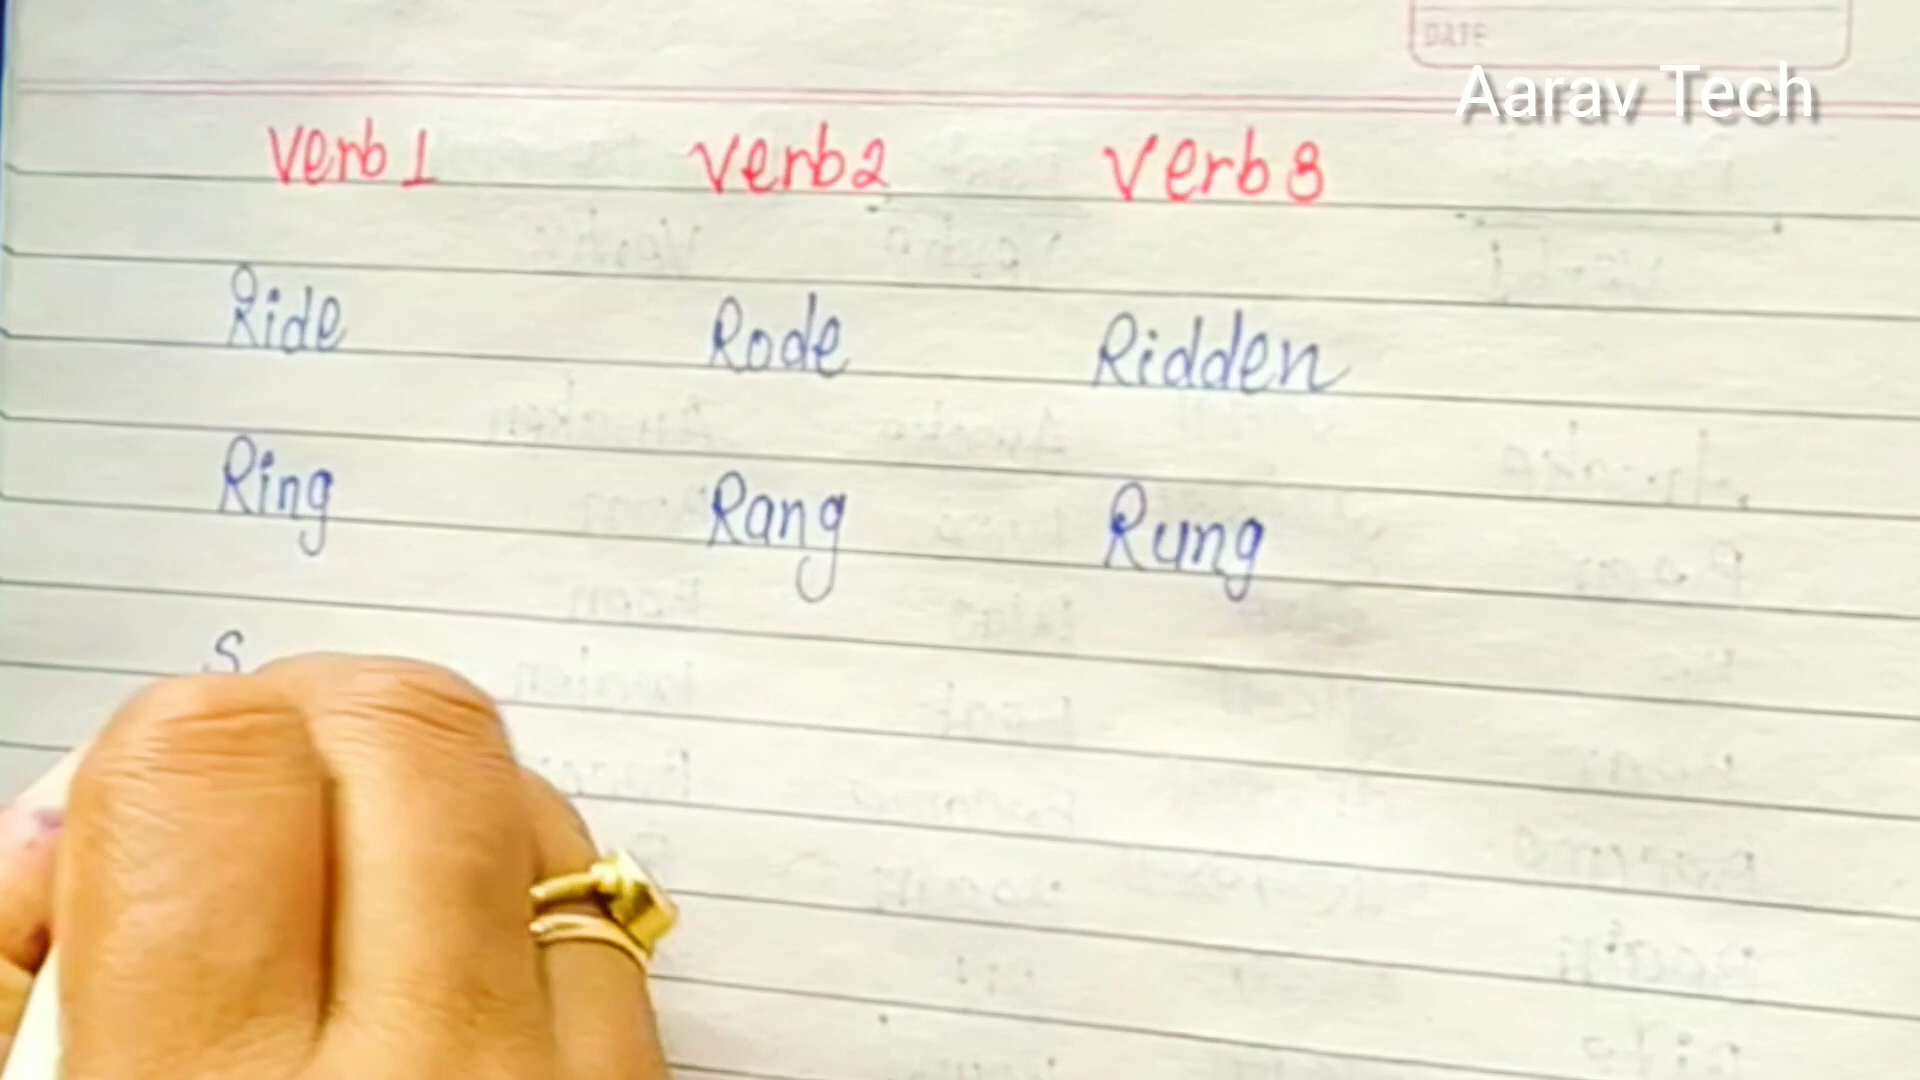 DATE
Aarav Tech
Verb 1 Verb 2 Verb 3
Ride Rode Ridden
Ring Rang Rung
S